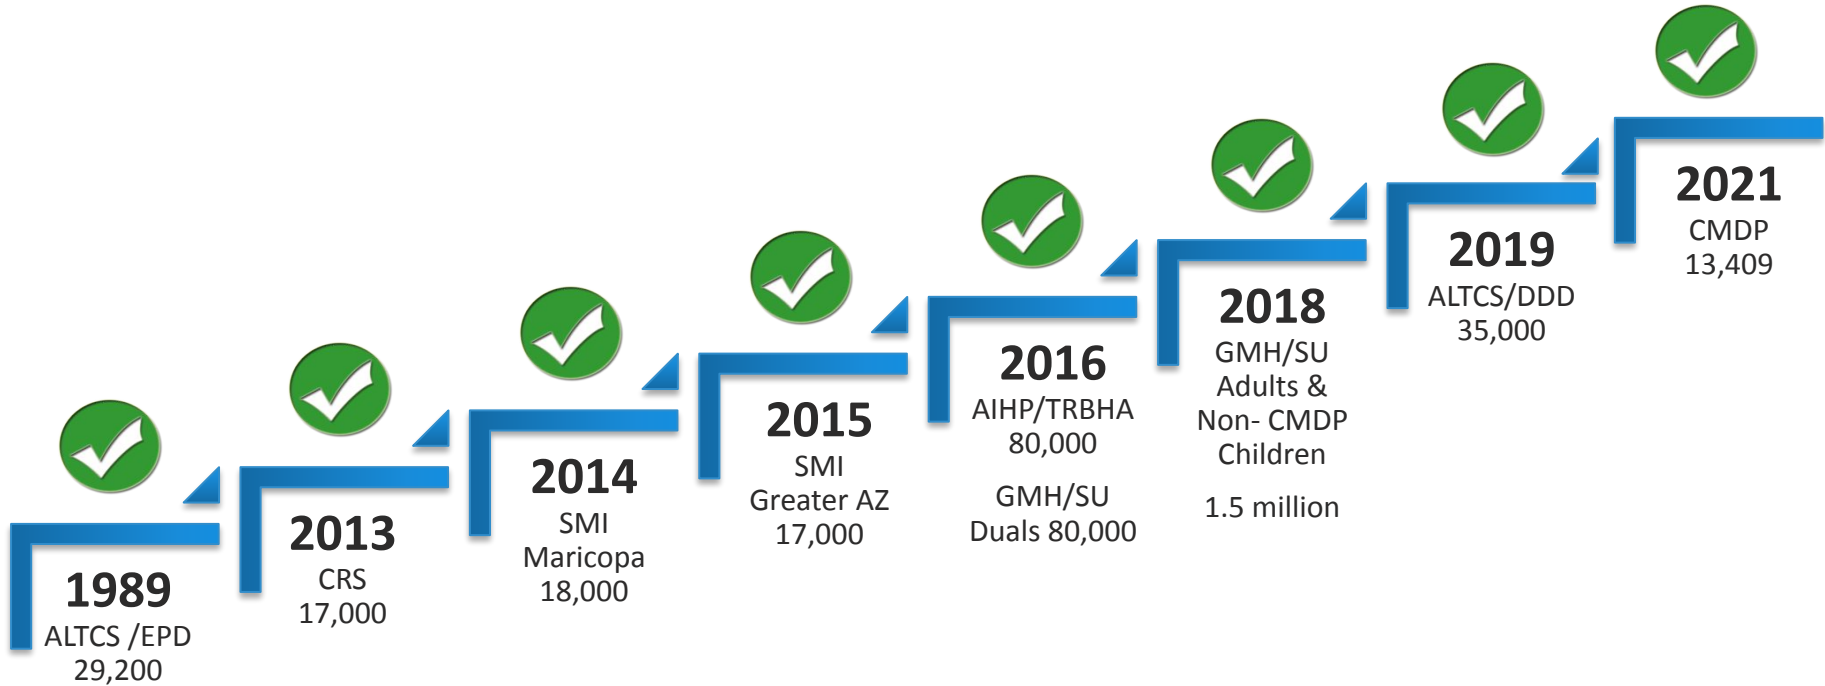 1989
ALTCS /EPD
29,200
2013
CRS
17,000
2014
SMI
Maricopa
18,000
2015
SMI
Greater AZ
17,000
2016
AIHP/TRBHA
80,000
GMH/SU
Duals 80,000
2018
GMH/SU
Adults &
Non- CMDP
Children
1.5 million
2019
ALTCS/DDD
35,000
2021
CMDP
13,409